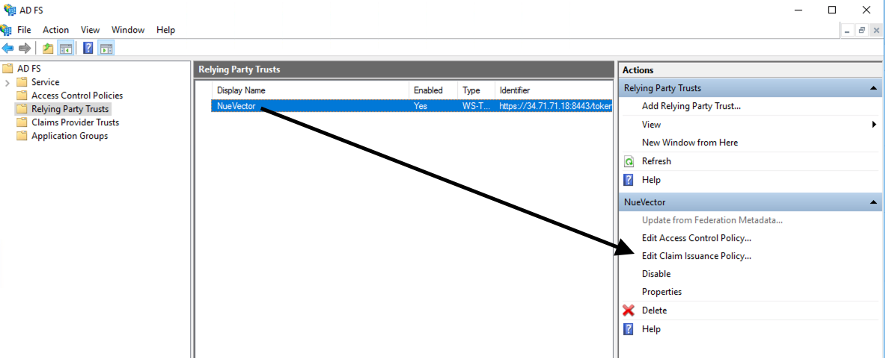 AD FS
File Action View Window Help
AD FS
Service
Access Control Policies
Relying Party Trusts
Claims Provider Trusts
Application Groups
Relying Party Trusts
Display Name Enabled Type Identifier
NueVector Yes WS-T... https://34.71.71.18:8443/token
Actions
Relying Party Trusts
Add Relying Party Trust...
View
New Window from Here
Refresh
Help
NueVector
Update from Federation Metadata...
Edit Access Control Policy...
Edit Claim Issuance Policy...
Disable
Properties
Delete
Help